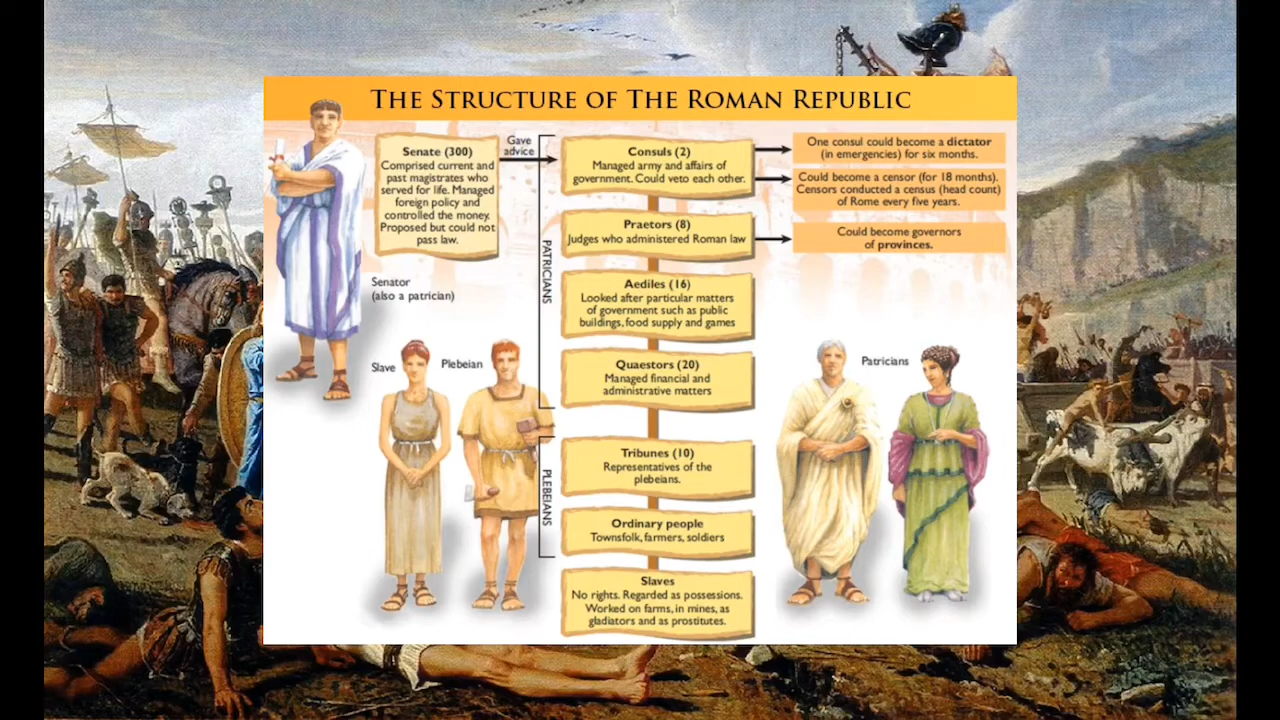 THE STRUCTURE OF THE ROMAN REPUBLIC
Senate (300)
Comprised current and
past magistrates who
served for life. Managed
foreign policy and
controlled the money.
Proposed but could not
pass law.
Gave
advice
Senator
(also a patrician)
Slave
Plebeian
PATRICIANS
PLEBEIANS
Consuls (2)
Managed army and affairs of
government. Could veto each other.
Praetors (8)
Judges who administered Roman law
Aediles (16)
Looked after particular matters
of government such as public
buildings, food supply and games
Quaestors (20)
Managed financial and
administrative matters
Tribunes (10)
Representatives of the
plebeians.
Ordinary people
Townsfolk, farmers, soldiers
Slaves
No rights. Regarded as possessions.
Worked on farms, in mines, as
gladiators and as prostitutes.
One consul could become a dictator
(in emergencies) for six months.
Could become a censor (for 18 months).
Censors conducted a census (head count)
of Rome every five years.
Could become governors
of provinces.
Patricians